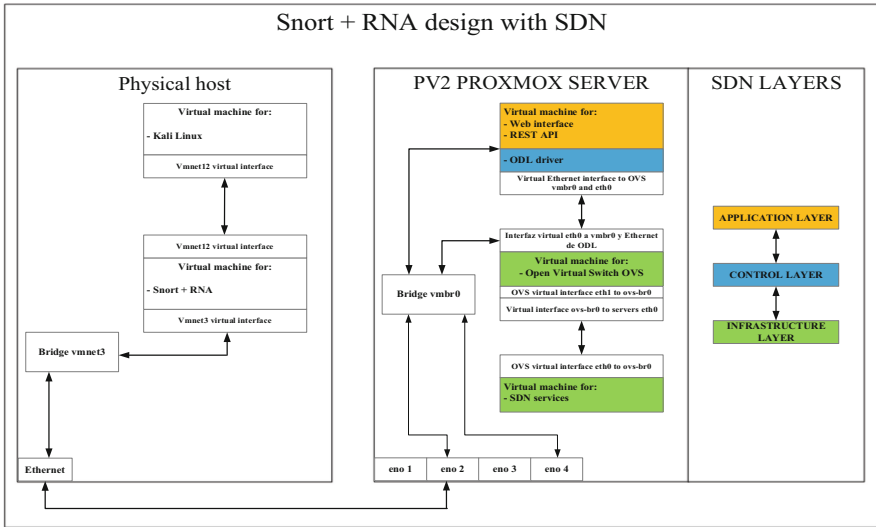 Snort + RNA design with SDN
Physical host
Virtual machine for:
- Kali Linux
Vmnet12 virtual interface
Vmnet12 virtual interface
Virtual machine for:
- Snort + RNA
Vmnet3 virtual interface
Bridge vmnet3
Ethernet
PV2 PROXMOX SERVER
Virtual machine for:
- Web interface
- REST API
- ODL driver
Virtual Ethernet interface to OVS
vmbr0 and eth0
Interfaz virtual eth0 a vmbr0 y Ethernet
de ODL
Virtual machine for:
- Open Virtual Switch OVS
OVS virtual interface eth1 to ovs-br0
Virtual interface ovs-br0 to servers eth0
Bridge vmbr0
OVS virtual interface eth0 to ovs-br0
Virtual machine for:
- SDN services
eno 1
eno 2
eno 3
eno 4
SDN LAYERS
APPLICATION LAYER
CONTROL LAYER
INFRASTRUCTURE
LAYER